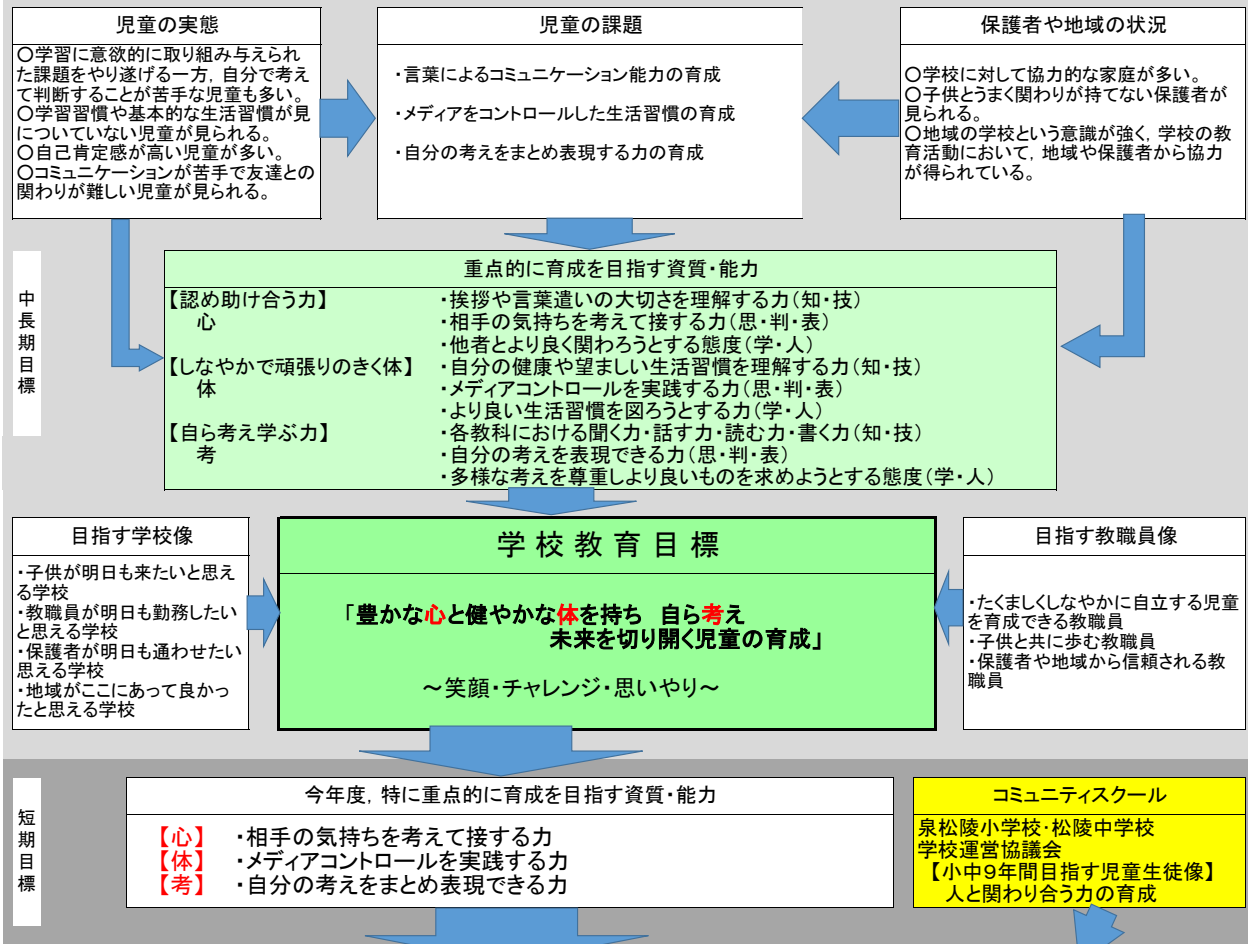 児童の実態
〇学習に意欲的に取り組み与えられ
た課題をやり遂げる一方，自分で考え
て判断することが苦手な児童も多い。
〇学習習慣や基本的な生活習慣が見
についていない児童が見られる。
〇自己肯定感が高い児童が多い。
〇コミュニケーションが苦手で友達との
関わりが難しい児童が見られる。
児童の課題
・言葉によるコミュニケーション能力の育成
・メディアをコントロールした生活習慣の育成
・自分の考えをまとめ表現する力の育成
保護者や地域の状況
〇学校に対して協力的な家庭が多い。
〇子供とうまく関わりが持てない保護者が
見られる。
〇地域の学校という意識が強く，学校の教
育活動において，地域や保護者から協力
が得られている。
中長期目標
重点的に育成を目指す資質・能力
【認め助け合う力】　・挨拶や言葉遣いの大切さを理解する力（知・技）
心　・相手の気持ちを考えて接する力（思・判・表）
・他者とより良く関わろうとする態度（学・人）
【しなやかで頑張りのきく体】　・自分の健康や望ましい生活習慣を理解する力（知・技）
体　・メディアコントロールを実践する力（思・判・表）
・より良い生活習慣を図ろうとする力（学・人）
【自ら考え学ぶ力】　・各教科における聞く力・話す力・読む力・書く力（知・技）
考　・自分の考えを表現できる力（思・判・表）
・多様な考えを尊重しより良いものを求めようとする態度（学・人）
目指す学校像
・子供が明日も来たいと思え
る学校
・教職員が明日も勤務したい
と思える学校
・保護者が明日も通わせたい
思える学校
・地域がここにあって良かっ
たと思える学校
学校教育目標
「豊かな心と健やかな体を持ち　自ら考え
未来を切り開く児童の育成」
～笑顔・チャレンジ・思いやり～
目指す教職員像
・たくましくしなやかに自立する児童
を育成できる教職員
・子供と共に歩む教職員
・保護者や地域から信頼される教
職員
短期目標
今年度，特に重点的に育成を目指す資質・能力
【心】　・相手の気持ちを考えて接する力
【体】　・メディアコントロールを実践する力
【考】　・自分の考えをまとめ表現できる力
コミュニティスクール
泉松陵小学校・松陵中学校
学校運営協議会
【小中９年間目指す児童生徒像】
人と関わり合う力の育成